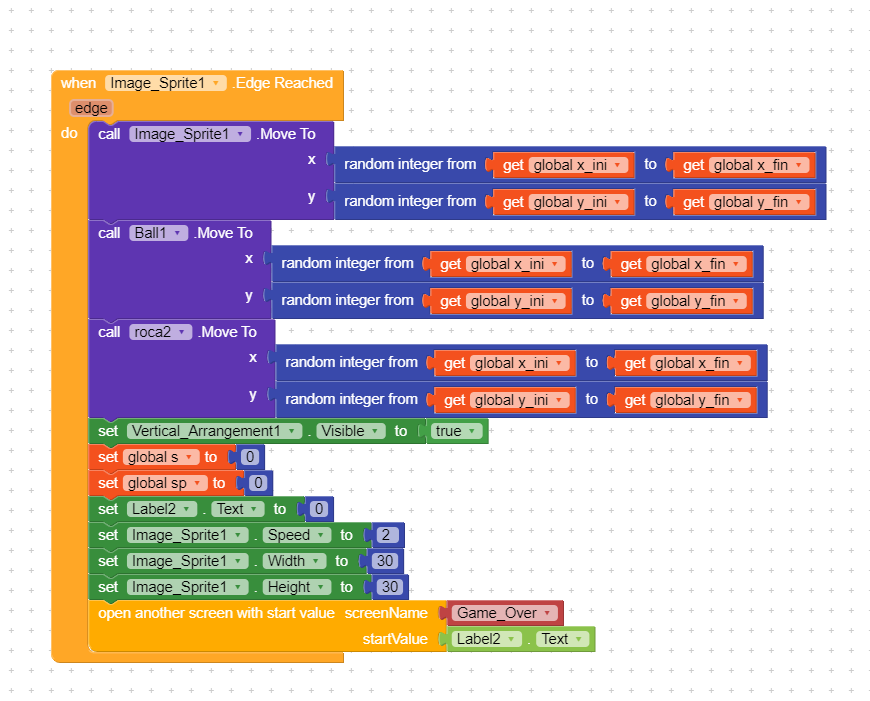 when Image_Sprite1 .Edge Reached
edge
do call Image_Sprite1 .Move To
x random integer from get global x_ini to get global x_fin
y random integer from get global y_ini to get global y_fin
call Ball1 .Move To
x random integer from get global x_ini to get global x_fin
y random integer from get global y_ini to get global y_fin
call roca2 .Move To
x random integer from get global x_ini to get global x_fin
y random integer from get global y_ini to get global y_fin
set Vertical_Arrangement1 . Visible to true
set global s to 0
set global sp to 0
set Label2 . Text to 0
set Image_Sprite1 . Speed to 2
set Image_Sprite1 . Width to 30
set Image_Sprite1 . Height to 30
open another screen with start value screenName Game_Over
startValue Label2 . Text